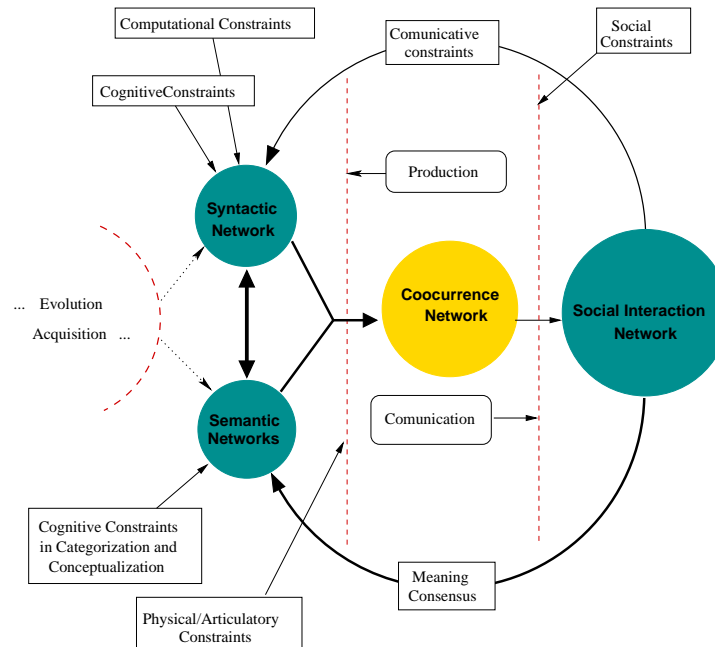 Computational Constraints
Comunicative
constraints
Social
Constraints
CognitiveConstraints
Production
Syntactic
Network
... Evolution
Acquisition ...
Coocurrence
Network
Social Interaction
Network
Semantic
Networks
Comunication
Cognitive Constraints
in Categorization and
Conceptualization
Meaning
Consensus
Physical/Articulatory
Constraints